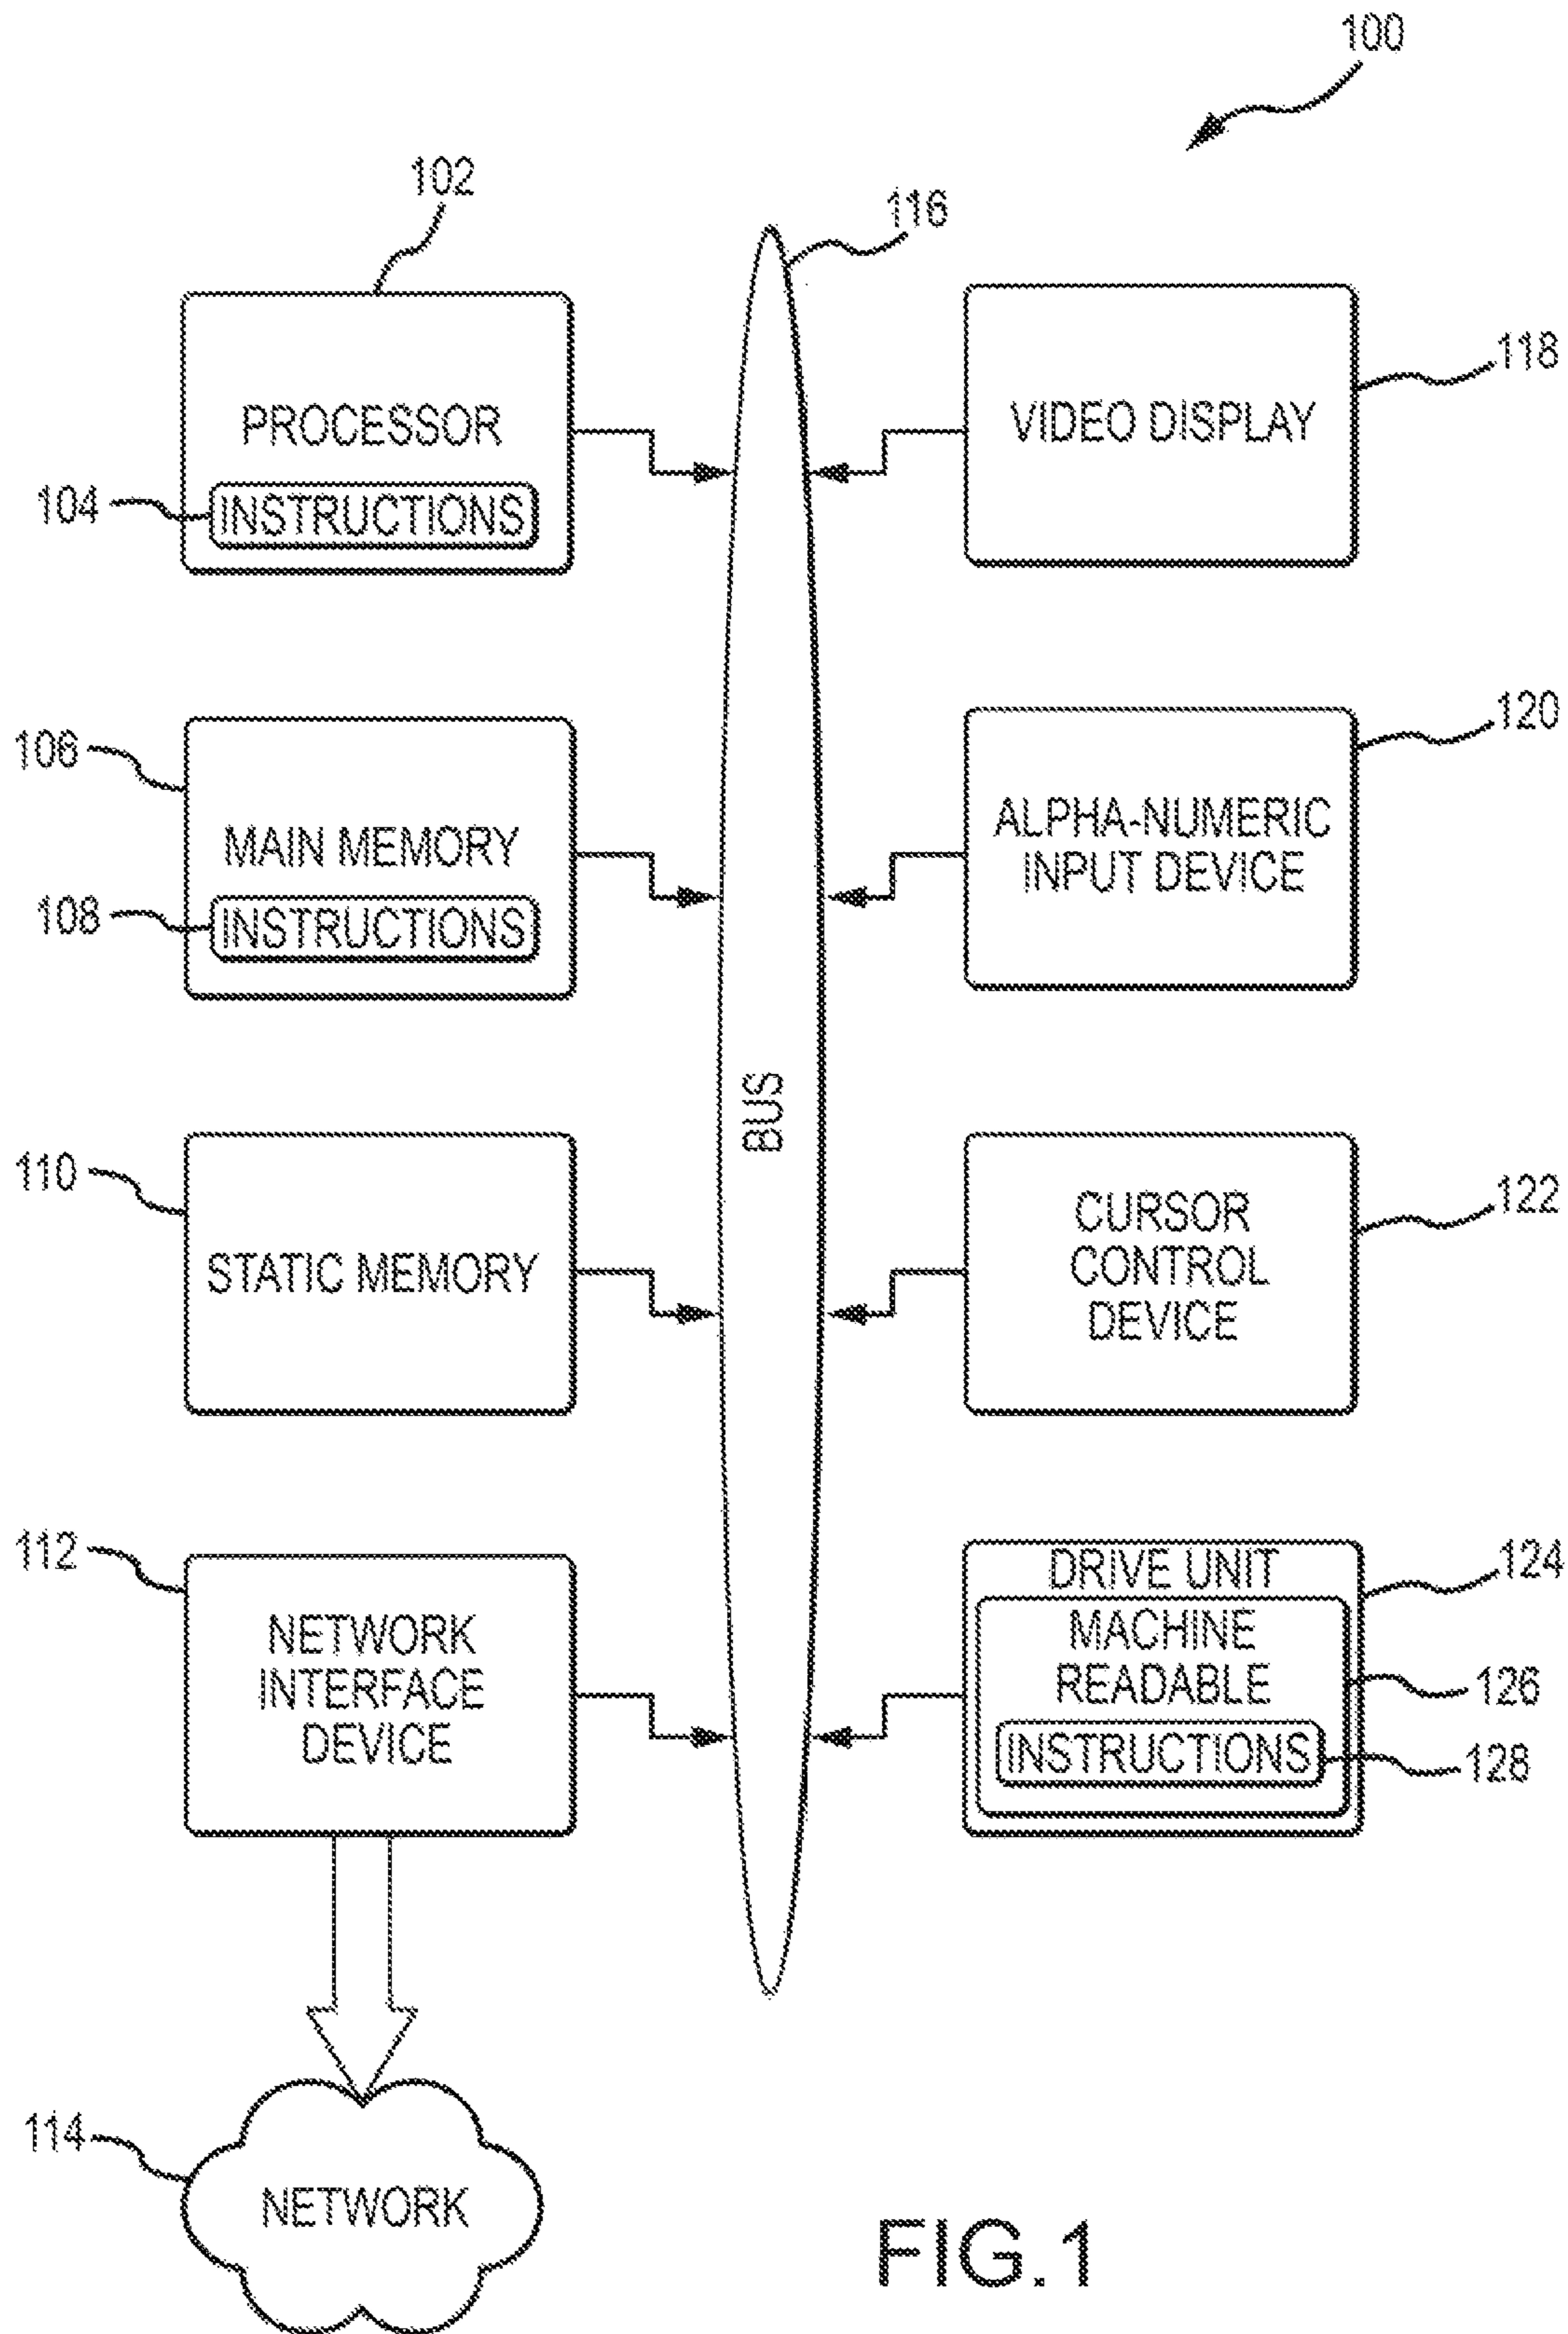 100
102
116
PROCESSOR
104
INSTRUCTIONS
VIDEO DISPLAY
118
106
MAIN MEMORY
108
INSTRUCTIONS
ALPHA-NUMERIC
INPUT DEVICE
120
BUS
110
STATIC MEMORY
CURSOR
CONTROL
DEVICE
122
112
NETWORK
INTERFACE
DEVICE
DRIVE UNIT
124
MACHINE
READABLE
126
INSTRUCTIONS
128
114
NETWORK
FIG.1